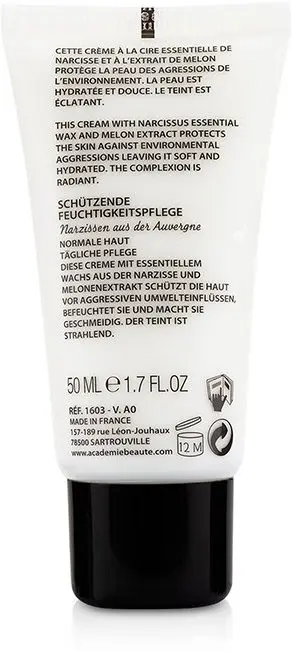 CETTE CRÈME À LA CIRE ESSENTIELLE DE
NARCISSE ET À L'EXTRAIT DE MELON
PROTÈGE LA PEAU DES AGRESSIONS DE
L'ENVIRONNEMENT. LA PEAU EST
HYDRATÉE ET DOUCE. LE TEINT EST
ÉCLATANT.
THIS CREAM WITH NARCISSUS ESSENTIAL
WAX AND MELON EXTRACT PROTECTS
THE SKIN AGAINST ENVIRONMENTAL
AGGRESSIONS LEAVING IT SOFT AND
HYDRATED. THE COMPLEXION IS
RADIANT.
SCHÜTZENDE
FEUCHTIGKEITSPFLEGE
Narzissen aus der Auvergne
NORMALE HAUT
TÄGLICHE PFLEGE
DIESE CREME MIT ESSENTIELLEM
WACHS AUS DER NARZISSE UND
MELONENEXTRAKT SCHÜTZT DIE HAUT
VOR AGGRESSIVEN UMWELTEINFLÜSSEN,
BEFEUCHTET SIE UND MACHT SIE
GESCHMEIDIG. DER TEINT IST
STRAHLEND.
50 ML e 1.7 FL.OZ
RÉF. 1603 - V. A0
MADE IN FRANCE
157-189 rue Léon-Jouhaux
78500 SARTROUVILLE
www.academiebeaute.com
12 M